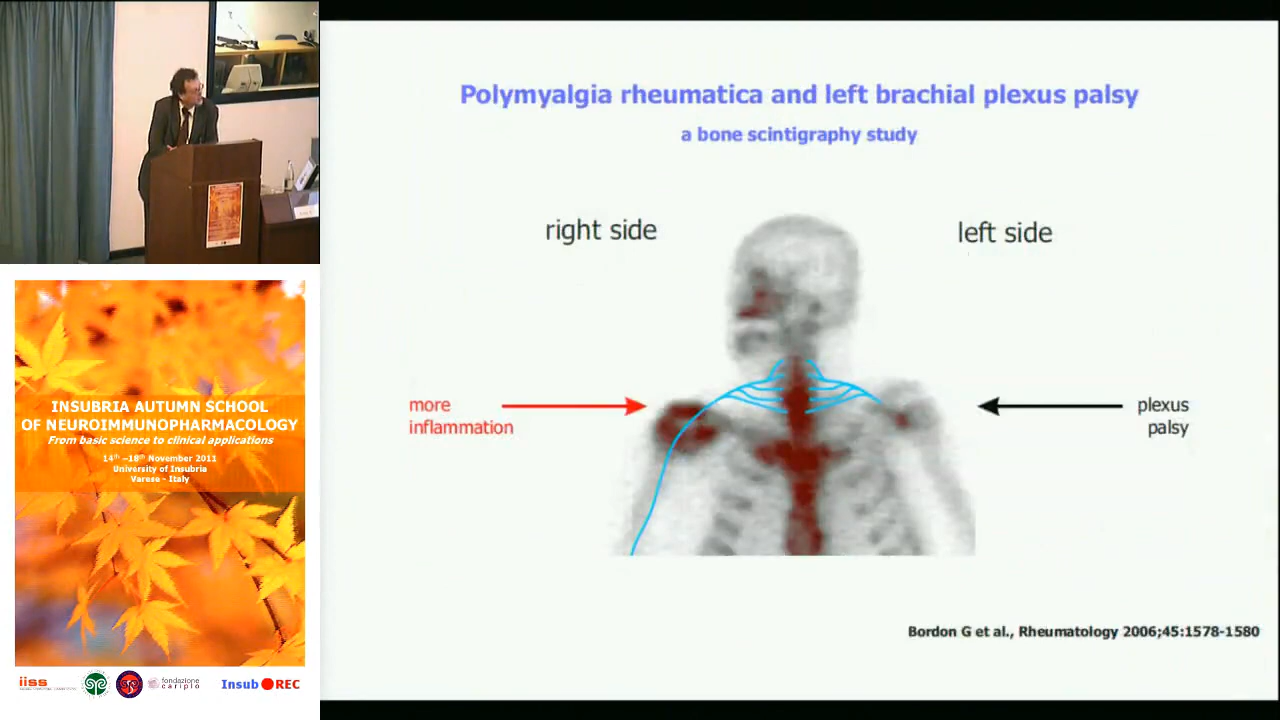 Polymyalgia rheumatica and left brachial plexus palsy
a bone scintigraphy study
right side
left side
more
inflammation
plexus
palsy
Bordon G et al., Rheumatology 2006;45:1578-1580
INSUBRIA AUTUMN SCHOOL
OF NEUROIMMUNOPHARMACOLOGY
From basic science to clinical applications
14th –18th November 2011
University of Insubria
Varese - Italy
iiss
fondazione
cariplo
Insub REC